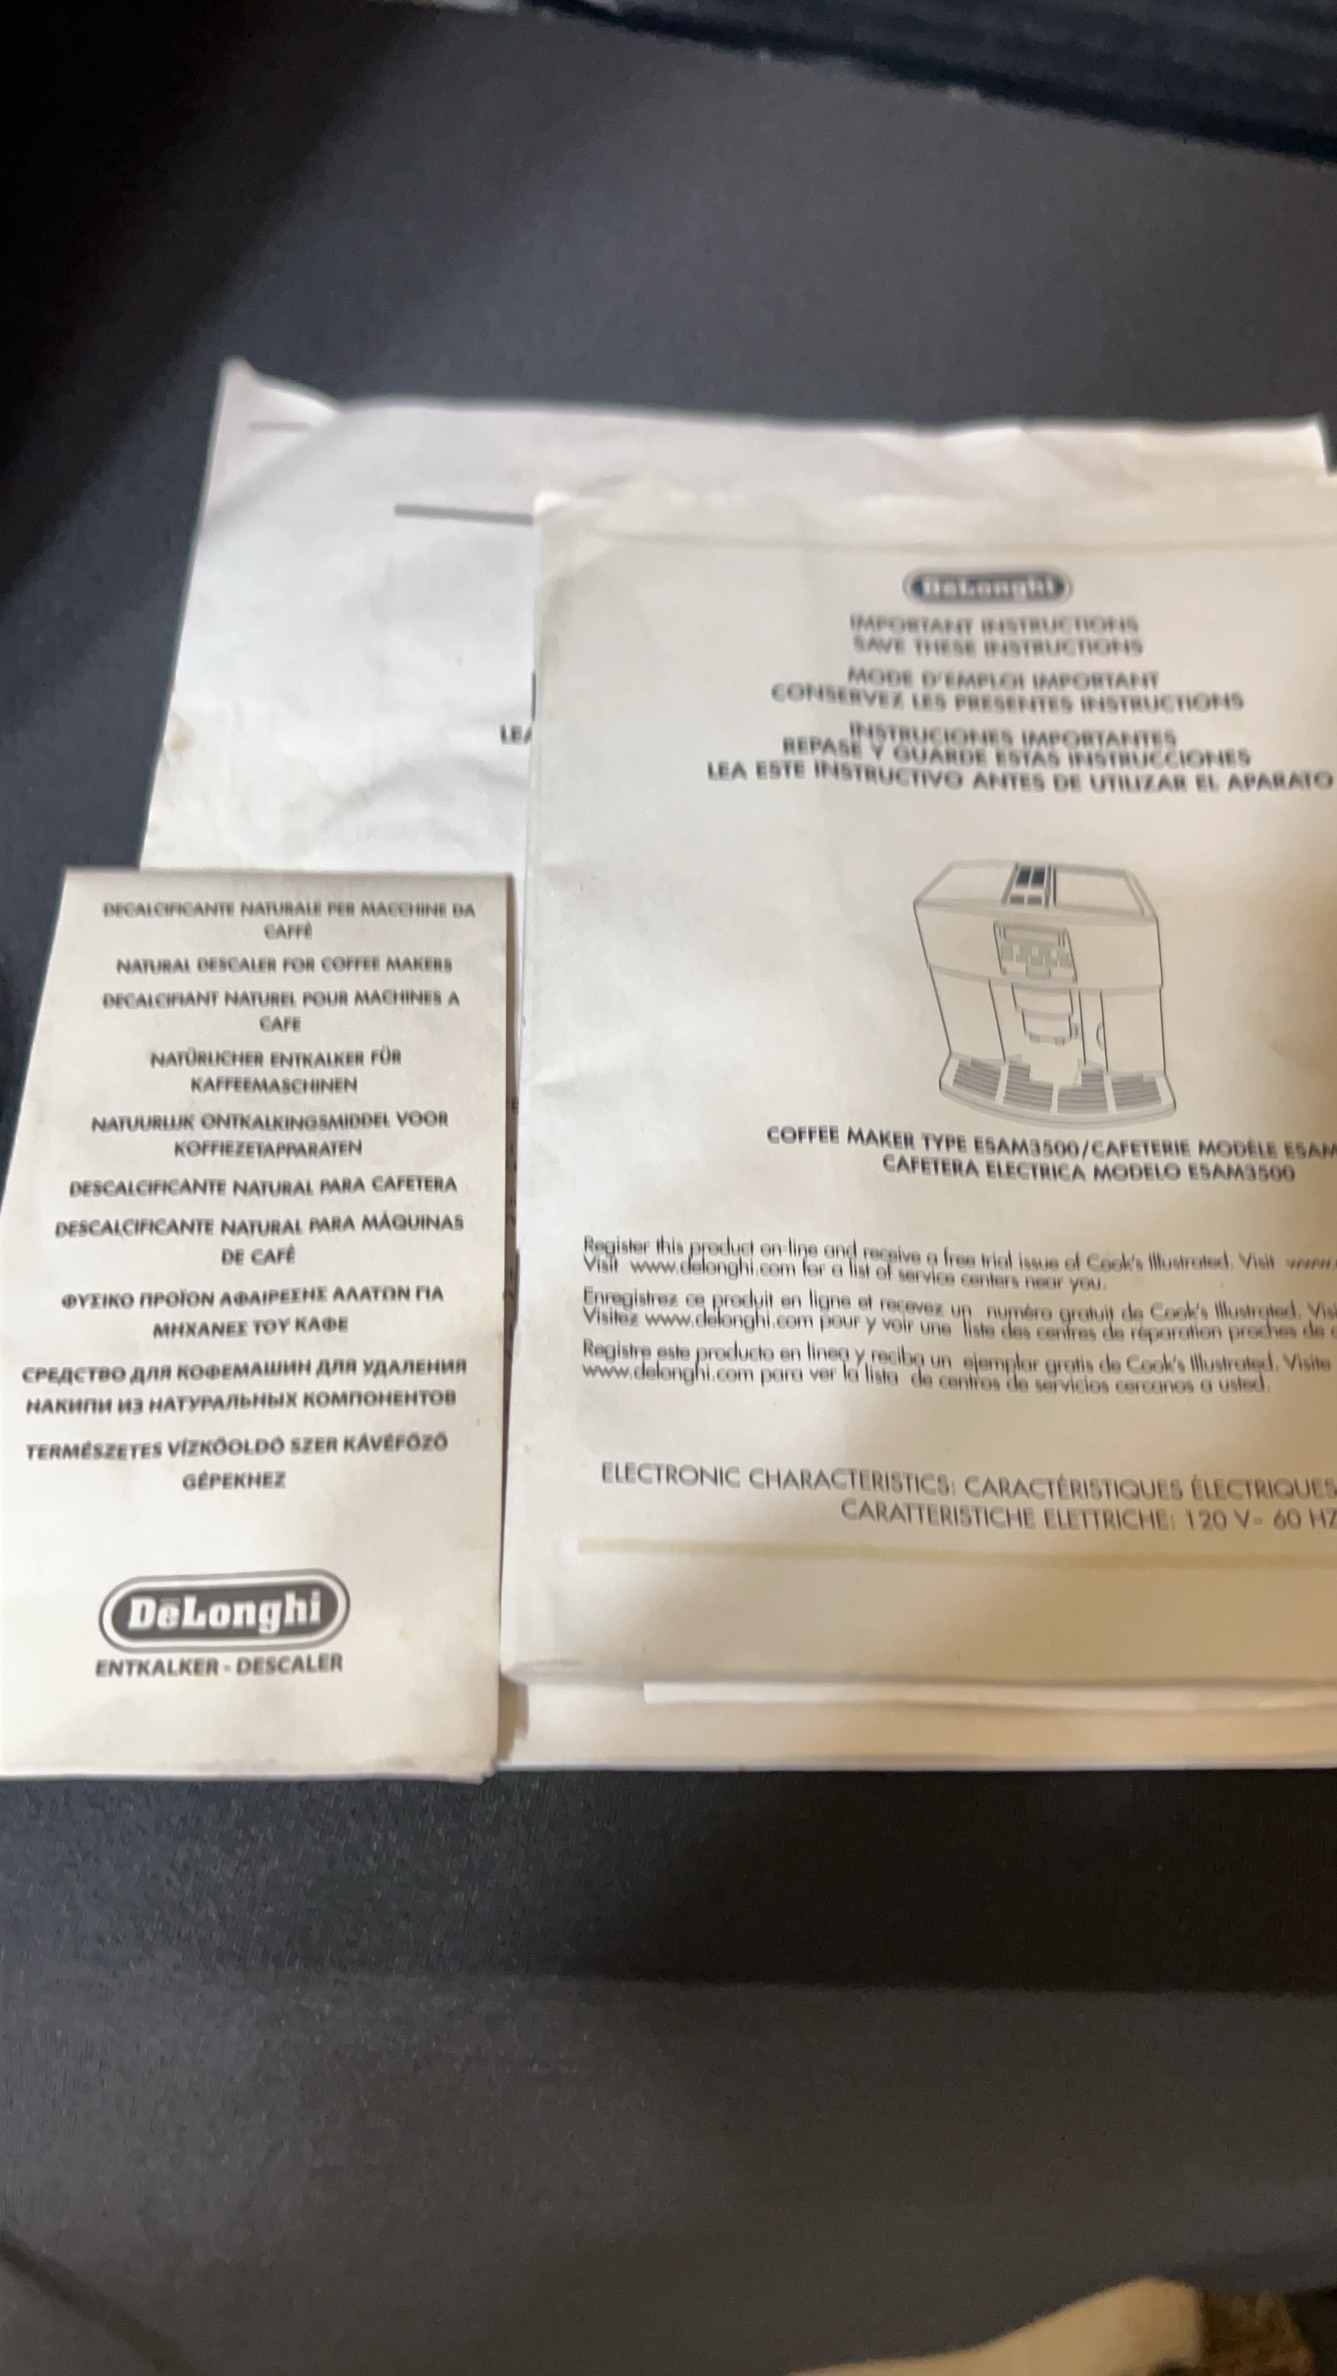 DECALCIFICANTE NATURALE PER MACCHINE DA
CAFFÈ
NATURAL DESCALER FOR COFFEE MAKERS
DECALCIFIANT NATUREL POUR MACHINES A
CAFE
NATÜRLICHER ENTKALKER FÜR
KAFFEEMASCHINEN
NATUURLIJK ONTKALKINGSMIDDEL VOOR
KOFFIEZETAPPARATEN
DESCALCIFICANTE NATURAL PARA CAFETERA
DESCALCIFICANTE NATURAL PARA MÁQUINAS
DE CAFÉ
ΦΥΣΙΚΟ ΠΡΟΪΟΝ ΑΦΑΙΡΕΣΗΣ ΑΛΑΤΩΝ ΓΙΑ
ΜΗΧΑΝΕΣ ΤΟΥ ΚΑΦΕ
СРЕДСТВО ДЛЯ КОФЕМАШИН ДЛЯ УДАЛЕНИЯ
НАКИПИ ИЗ НАТУРАЛЬНЫХ КОМПОНЕНТОВ
TERMÉSZETES VÍZKŐOLDÓ SZER KÁVÉFŐZŐ
GÉPEKHEZ
DēLonghi
ENTKALKER - DESCALER
LEA
DēLonghi
IMPORTANT INSTRUCTIONS
SAVE THESE INSTRUCTIONS
MODE D'EMPLOI IMPORTANT
CONSERVEZ LES PRESENTES INSTRUCTIONS
INSTRUCIONES IMPORTANTES
REPASE Y GUARDE ESTAS INSTRUCCIONES
LEA ESTE INSTRUCTIVO ANTES DE UTILIZAR EL APARATO
COFFEE MAKER TYPE ESAM3500/CAFETERIE MODÈLE ESAM
CAFETERA ELECTRICA MODELO ESAM3500
Register this product on-line and receive a free trial issue of Cook's Illustrated. Visit www.
Visit www.delonghi.com for a list of service centers near you.
Enregistrez ce produit en ligne et recevez un numéro gratuit de Cook's Illustrated. Visi
Visitez www.delonghi.com pour y voir une liste des centres de réparation proches de
Registre este producto en línea y reciba un ejemplar gratis de Cook's Illustrated. Visite
www.delonghi.com para ver la lista de centros de servicios cercanos a usted.
ELECTRONIC CHARACTERISTICS: CARACTÉRISTIQUES ÉLECTRIQUES
CARATTERISTICHE ELETTRICHE: 120 V~ 60 HZ